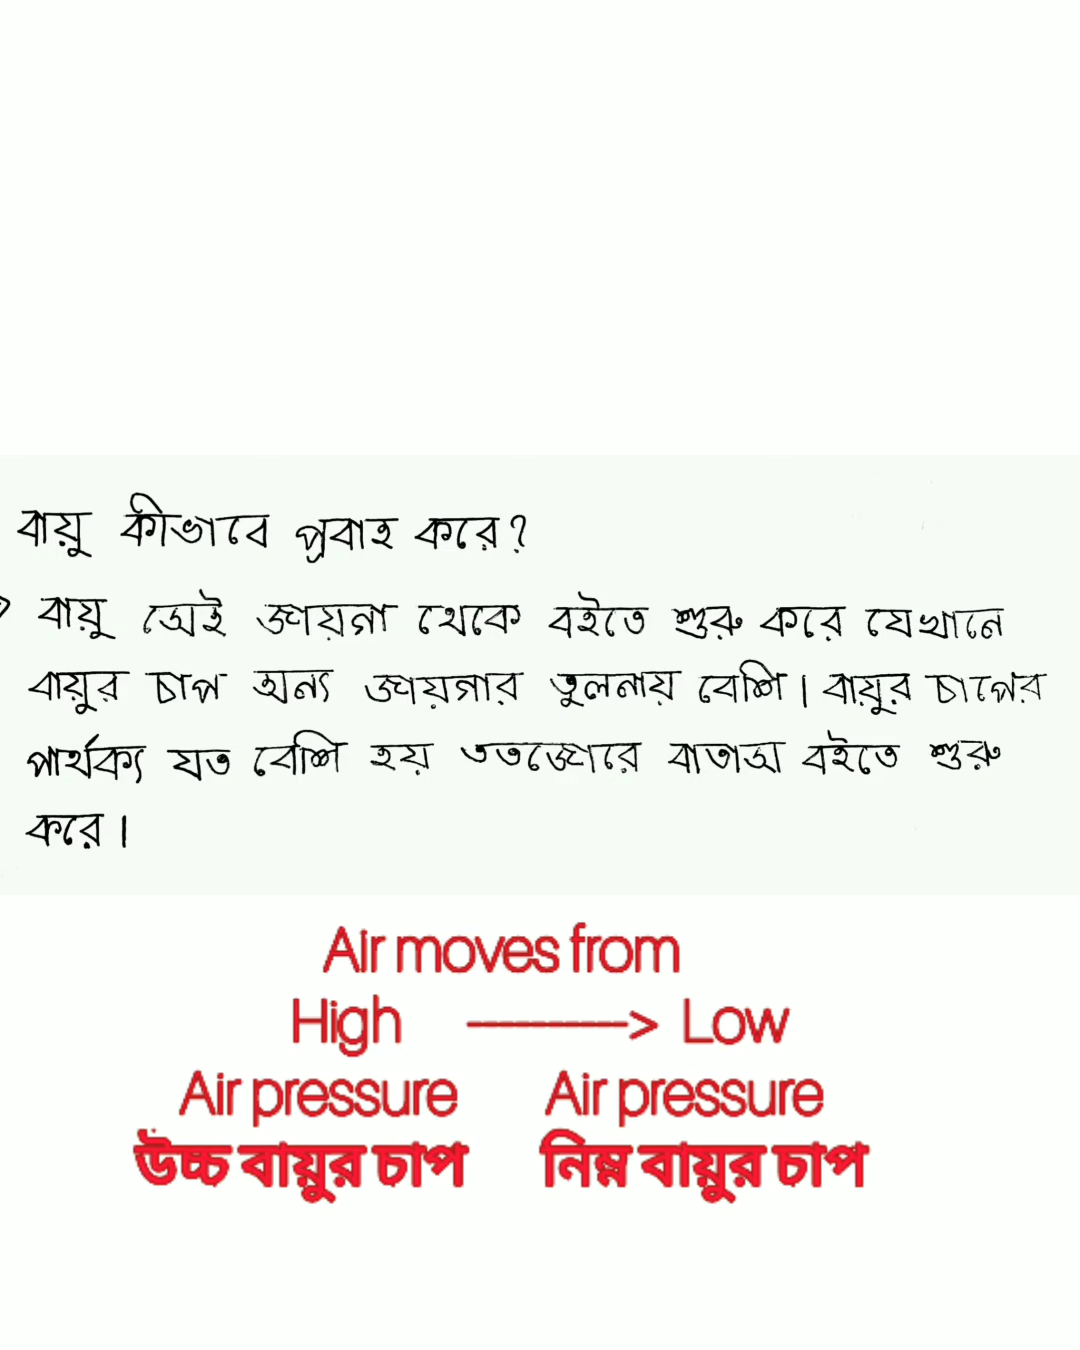 বায়ু কীভাবে প্রবাহ করে?
বায়ু সেই জায়গা থেকে বইতে শুরু করে যেখানে
বায়ুর চাপ অন্য জায়গার তুলনায় বেশি। বায়ুর চাপের
পার্থক্য যত বেশি হয় ততজোরে বাতাস বইতে শুরু
করে।
Air moves from
High ----------> Low
Air pressure Air pressure
উচ্চ বায়ুর চাপ নিম্ন বায়ুর চাপ